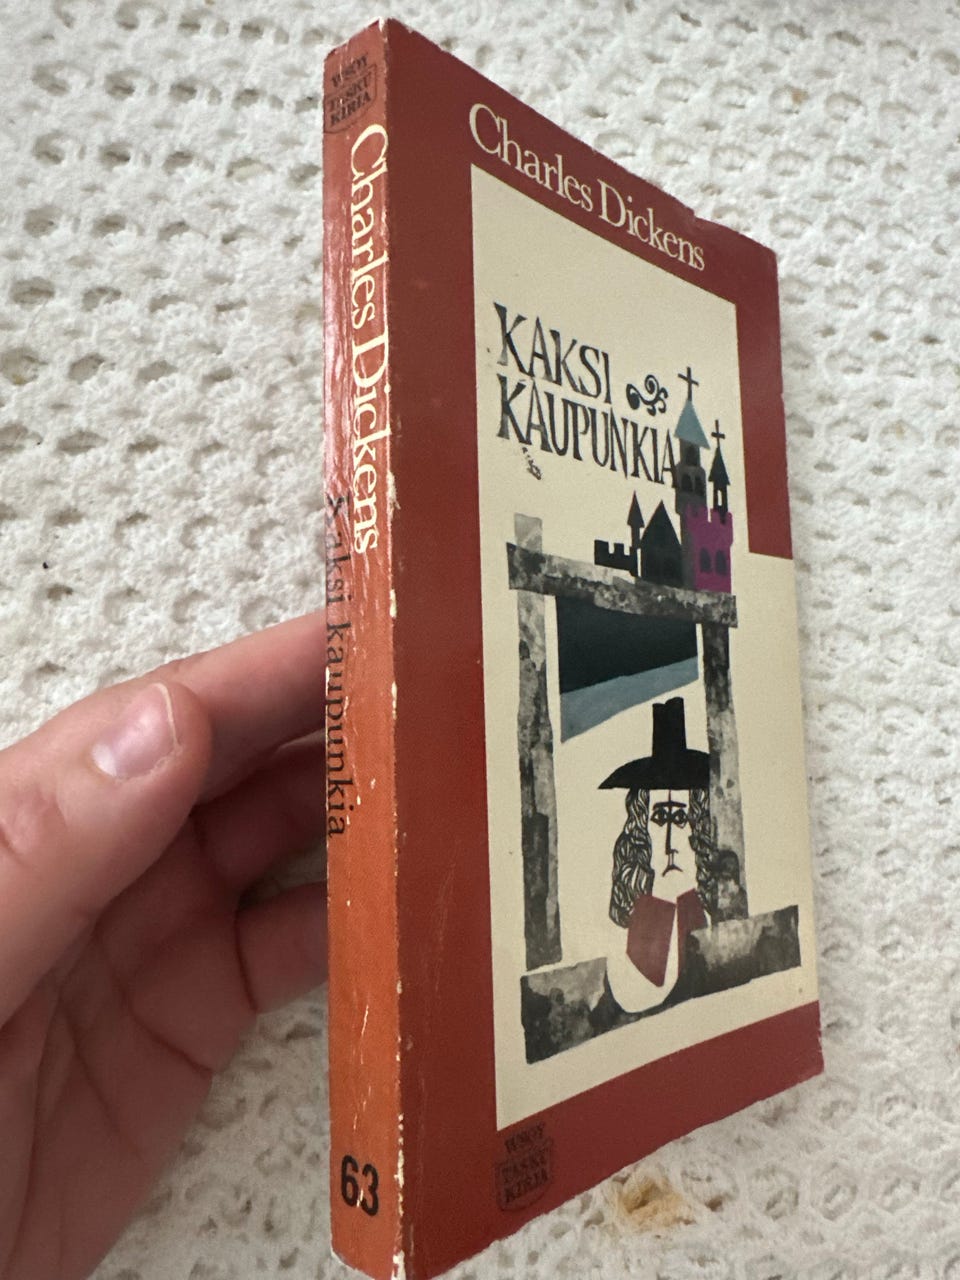 WSOY
TASKU
KIRJA
Charles Dickens
Kaksi kaupunkia
63
Charles Dickens
KAKSI
KAUPUNKIA
WSOY
TASKU
KIRJA